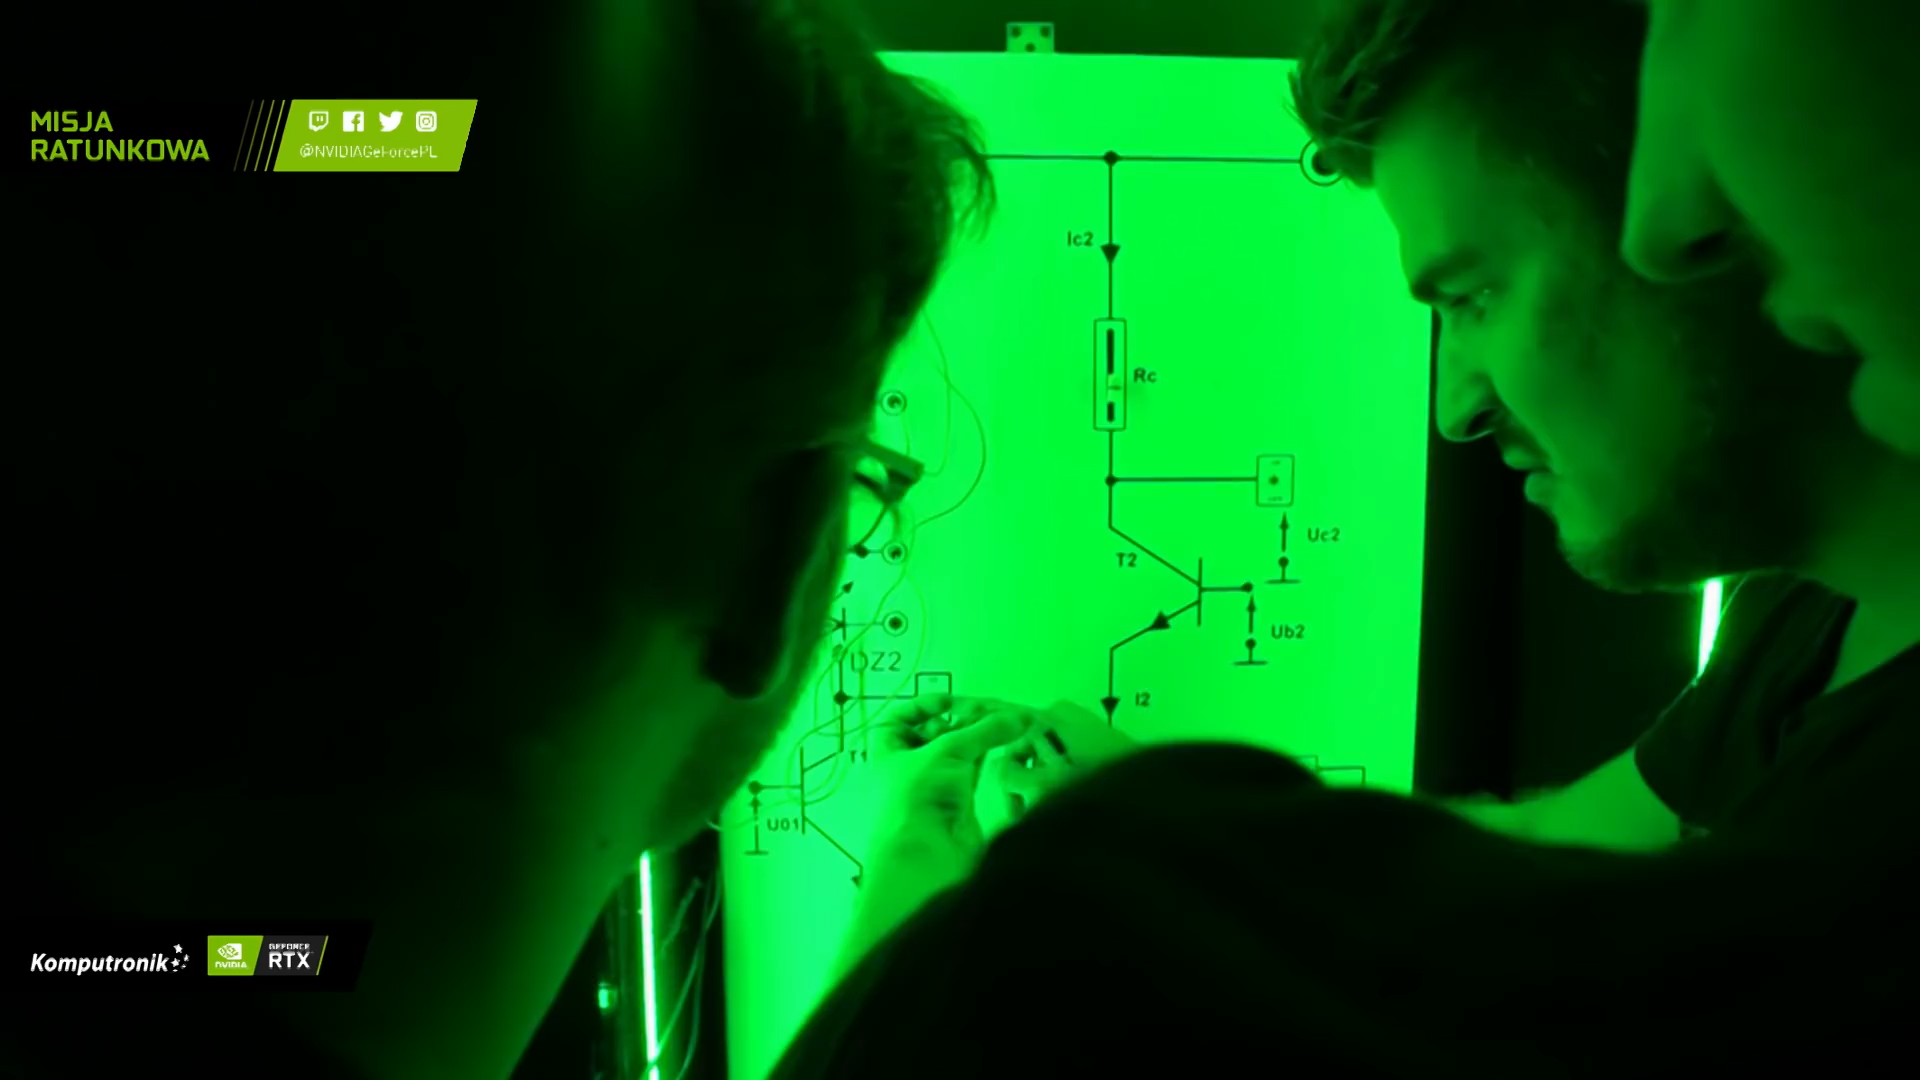 MISJA
RATUNKOWA
@NVIDIAGeForcePL
Ic2
Rc
Uc2
T2
Ub2
DZ2
I2
T1
U01
Komputronik
NVIDIA
GEFORCE
RTX